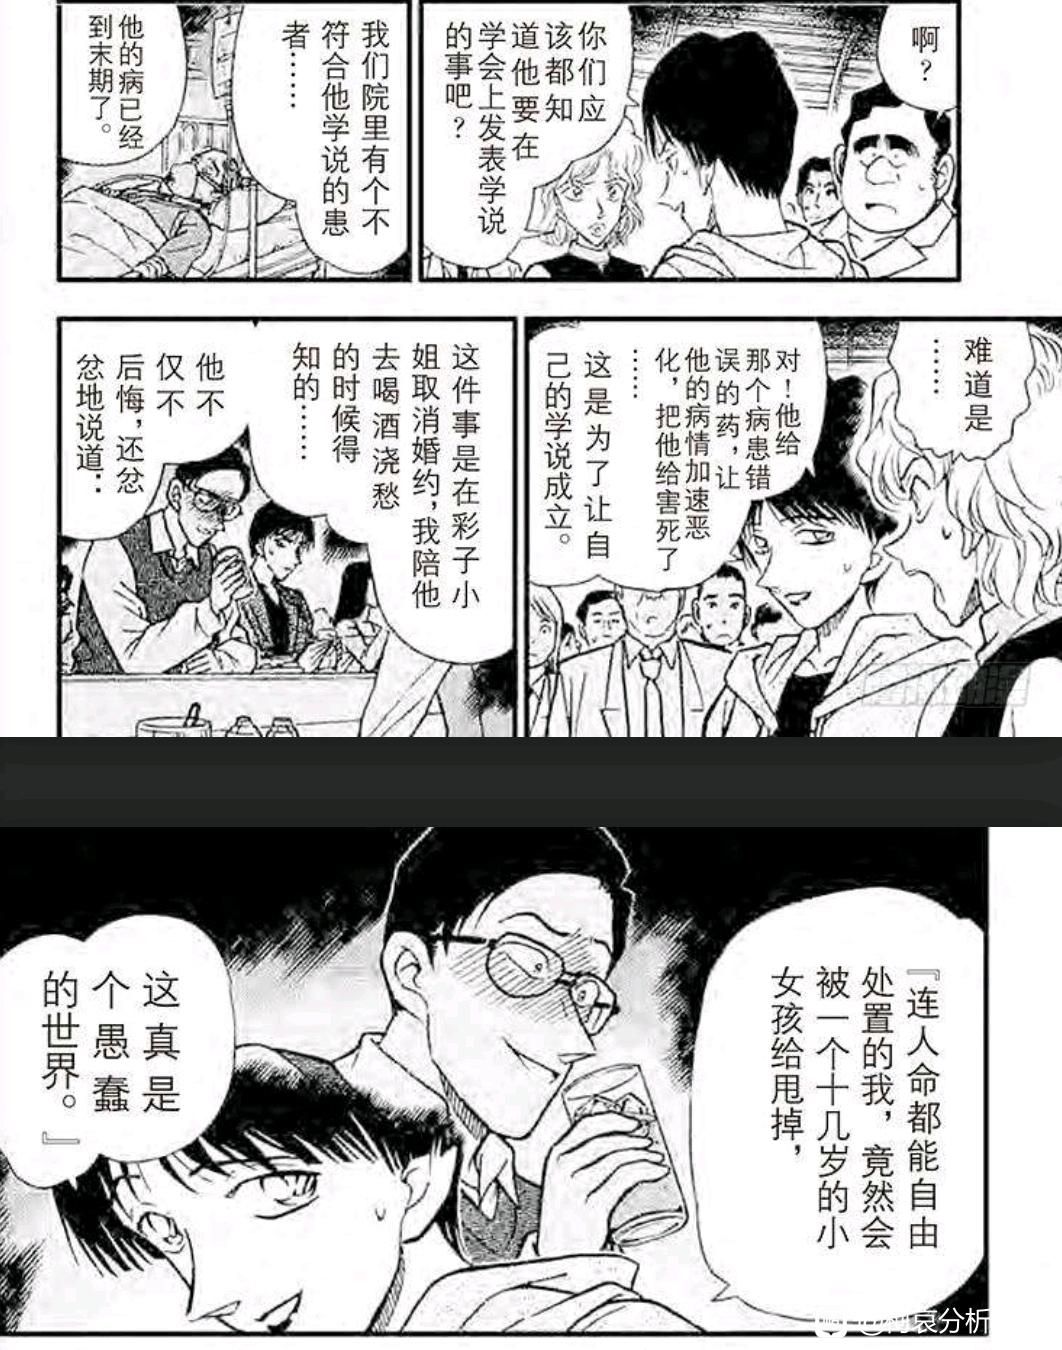 啊？
你们应
该都知
道他要在
学会上发表学说
的事吧？
我们院里有个不
符合他学说的患
者……
他的病已经
到末期了。
难道是
……
对！他给
那个病患错
误的药，让
他的病情加速恶
化，把他给害死了
……
这是为了让自
己的学说成立。
这件事是在彩子小
姐取消婚约，我陪他
去喝酒浇愁
的时候得
知的……
他不
仅不
后悔，还忿
忿地说道：
『连人命都能自由
处置的我，竟然会
被一个十几岁的小
女孩给甩掉，
这真是
个愚蠢
的世界。』
@柯哀分析